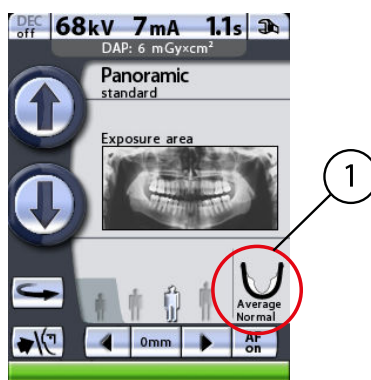 DEC
off
68kV 7mA 1.1s
DAP: 6 mGy×cm²
Panoramic
standard
Exposure area
1
Average
Normal
0mm
AF
on